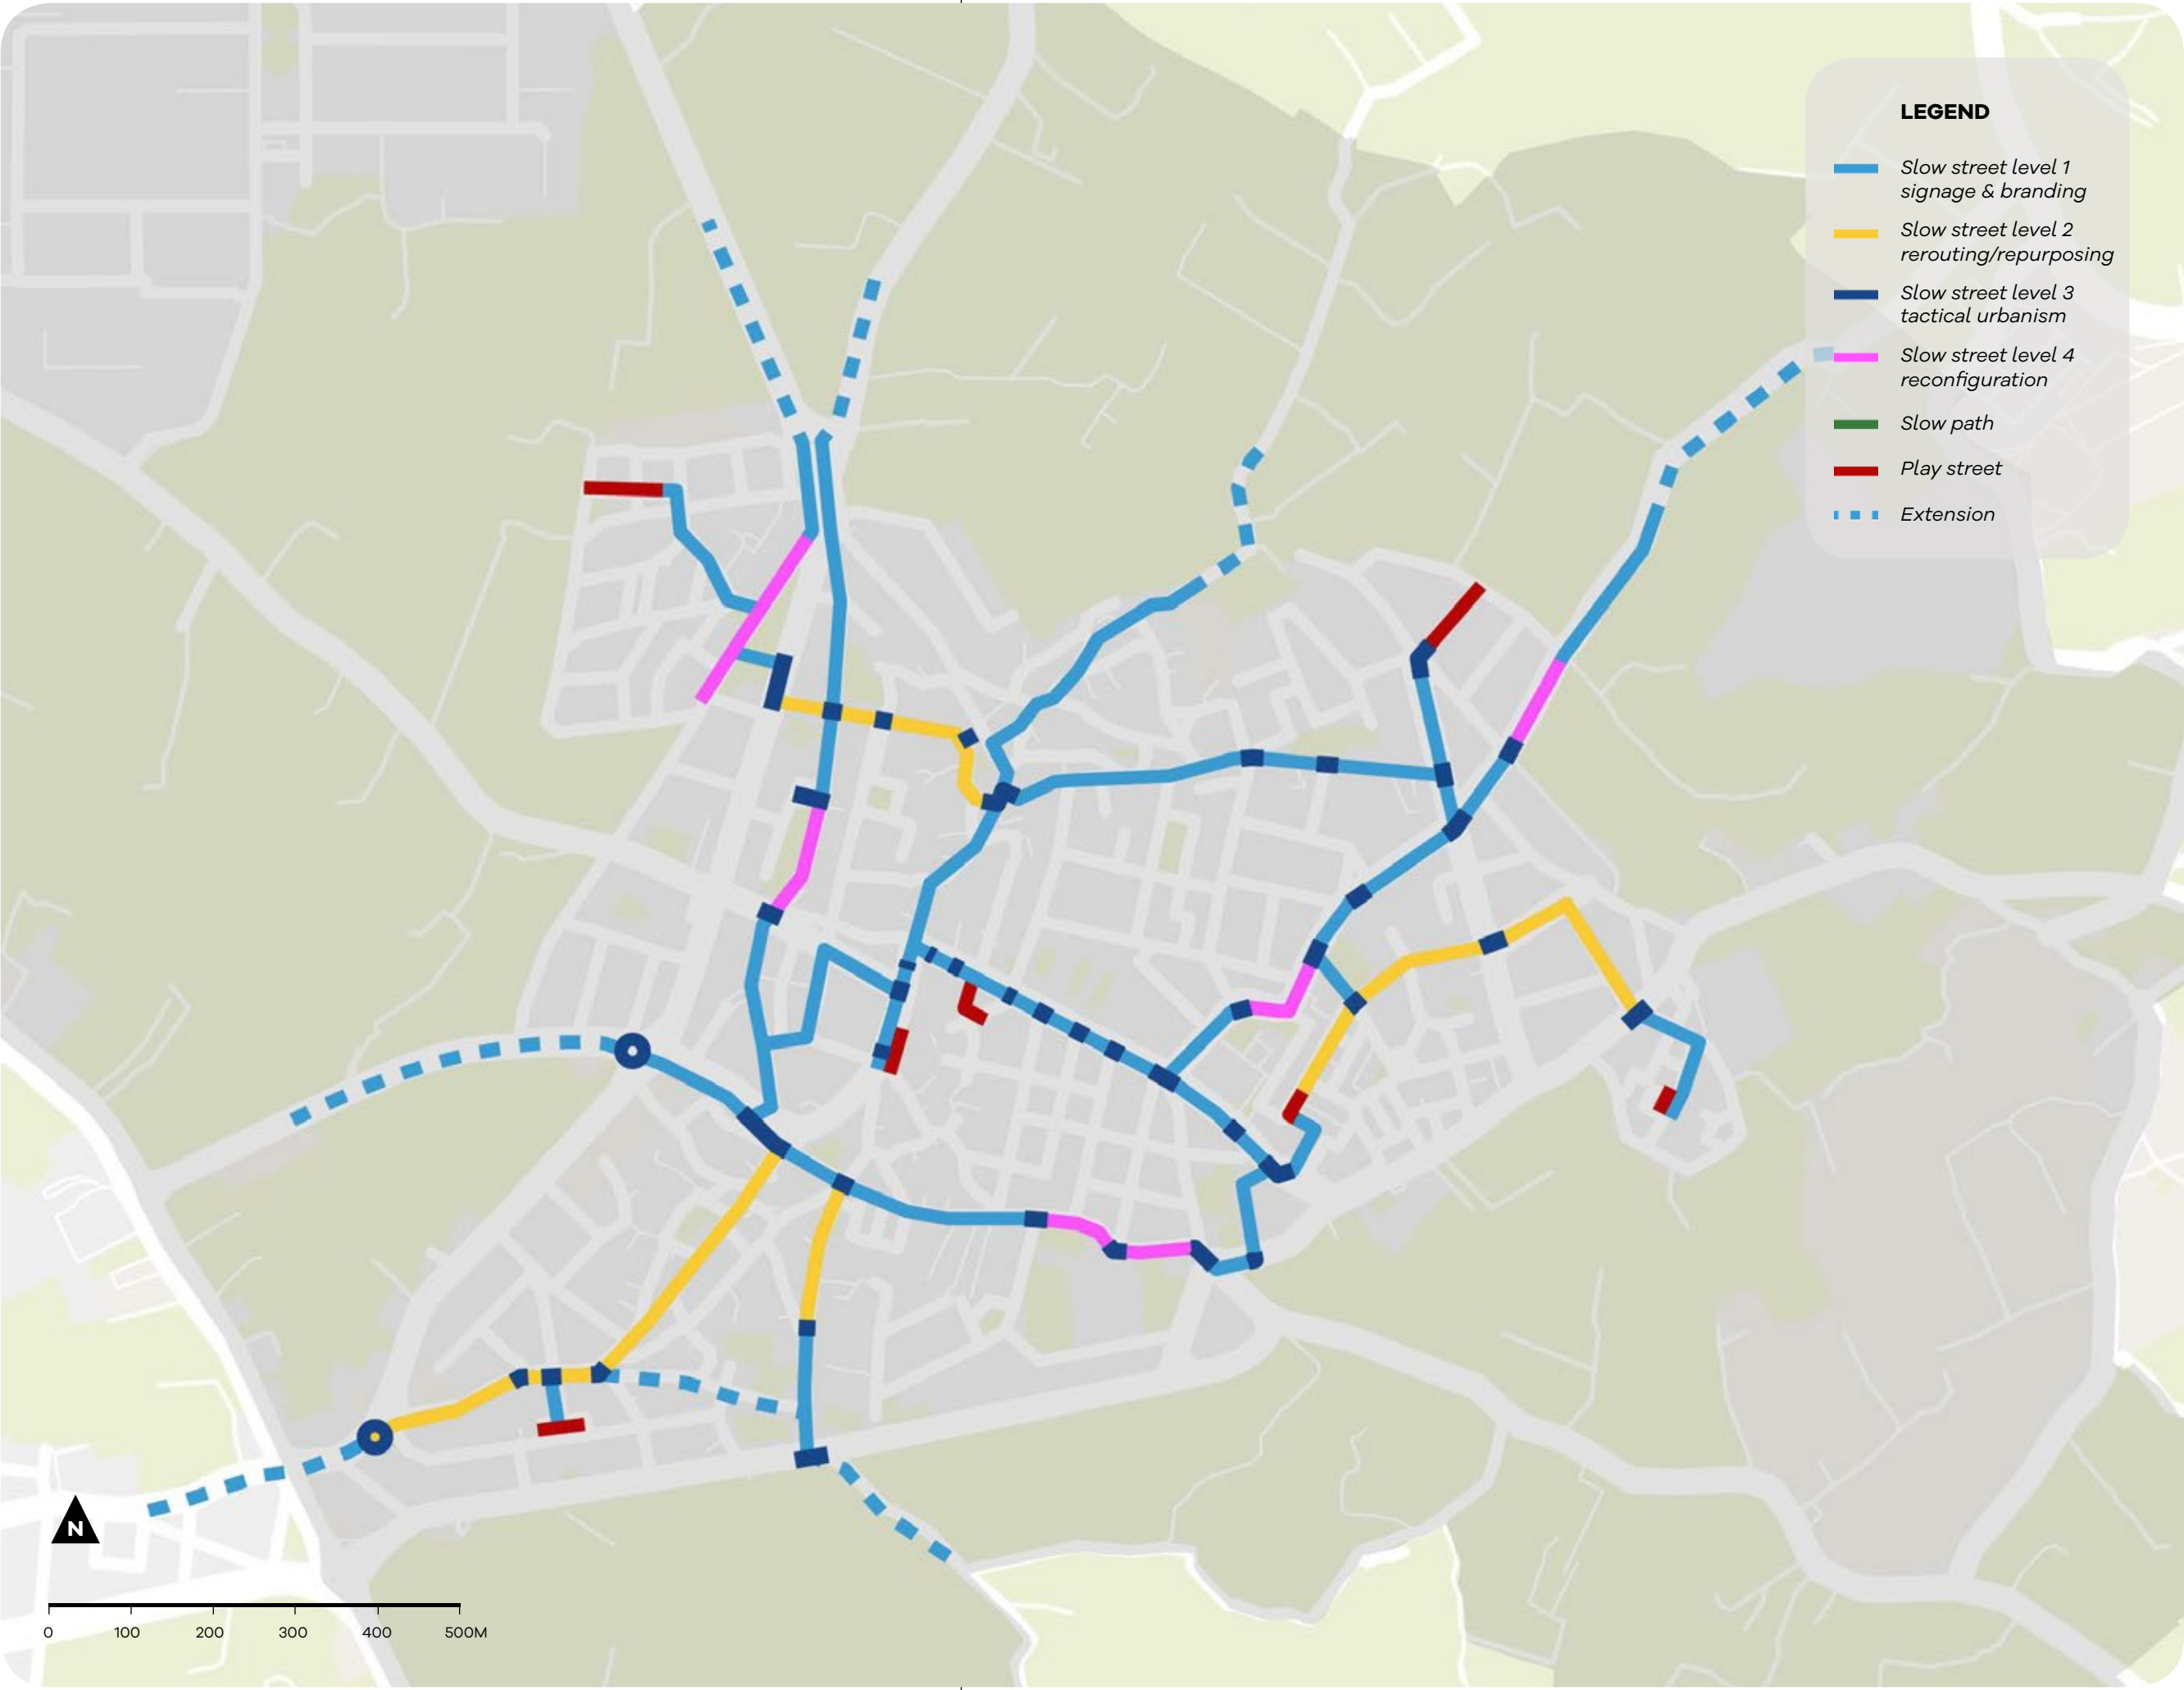 LEGEND
Slow street level 1
signage & branding
Slow street level 2
rerouting/repurposing
Slow street level 3
tactical urbanism
Slow street level 4
reconfiguration
Slow path
Play street
Extension
N
0 100 200 300 400 500M